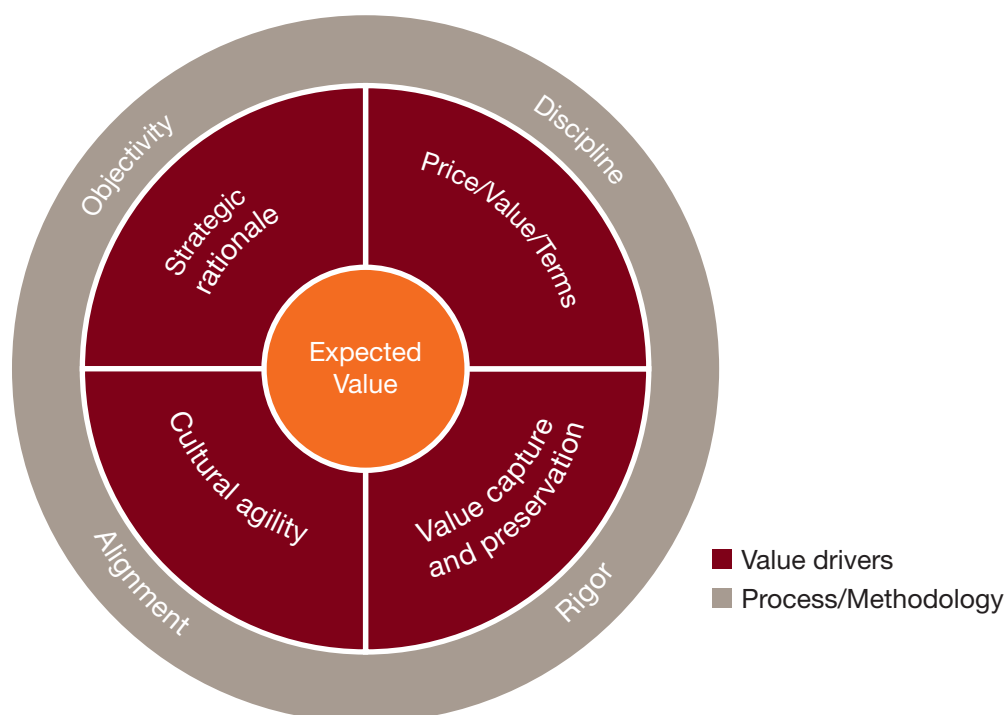 Objectivity
Discipline
Strategic
rationale
Price/Value/Terms
Expected
Value
Cultural agility
Value capture
and preservation
Alignment
Rigor
Value drivers
Process/Methodology